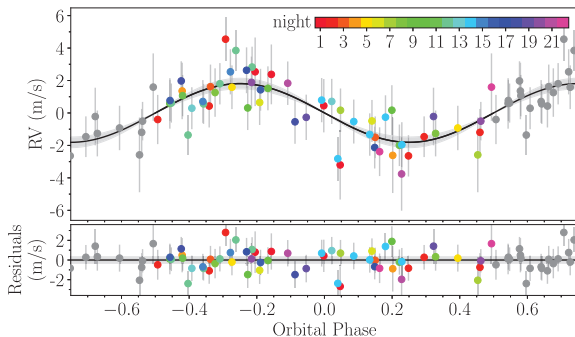 night
1 3 5 7 9 11 13 15 17 19 21
RV (m/s)
6
4
2
0
−2
−4
−6
Residuals
(m/s)
2
0
−2
−0.6 −0.4 −0.2 0.0 0.2 0.4 0.6
Orbital Phase